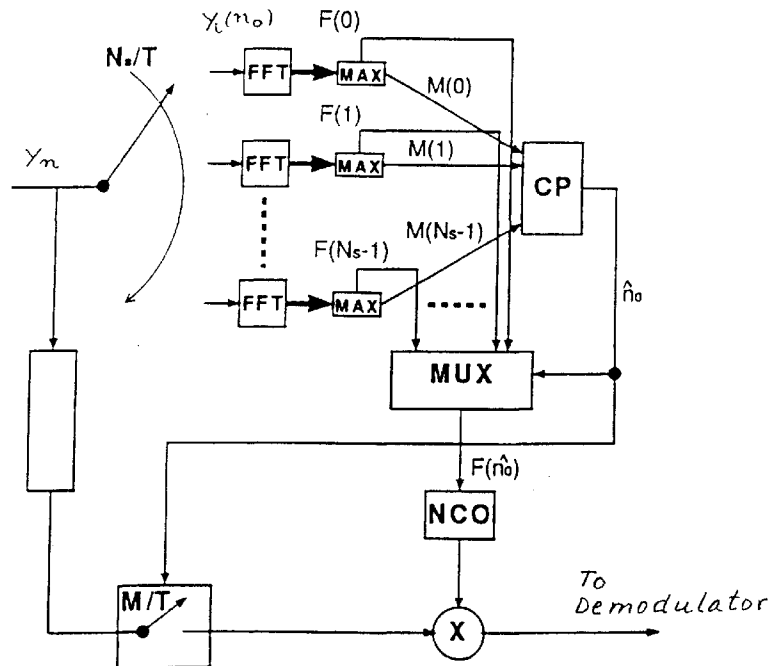 Yᵢ(n₀)
F(0)
Nₛ/T
FFT
MAX
M(0)
F(1)
Yn
FFT
MAX
M(1)
CP
M(Nₛ-1)
F(Nₛ-1)
FFT
MAX
n̂₀
MUX
F(n̂₀)
NCO
M/T
X
To
Demodulator